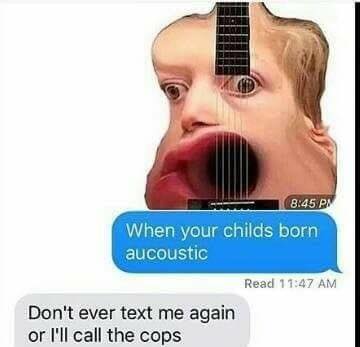 8:45 PM
When your childs born
aucoustic
Read 11:47 AM
Don't ever text me again
or I'll call the cops